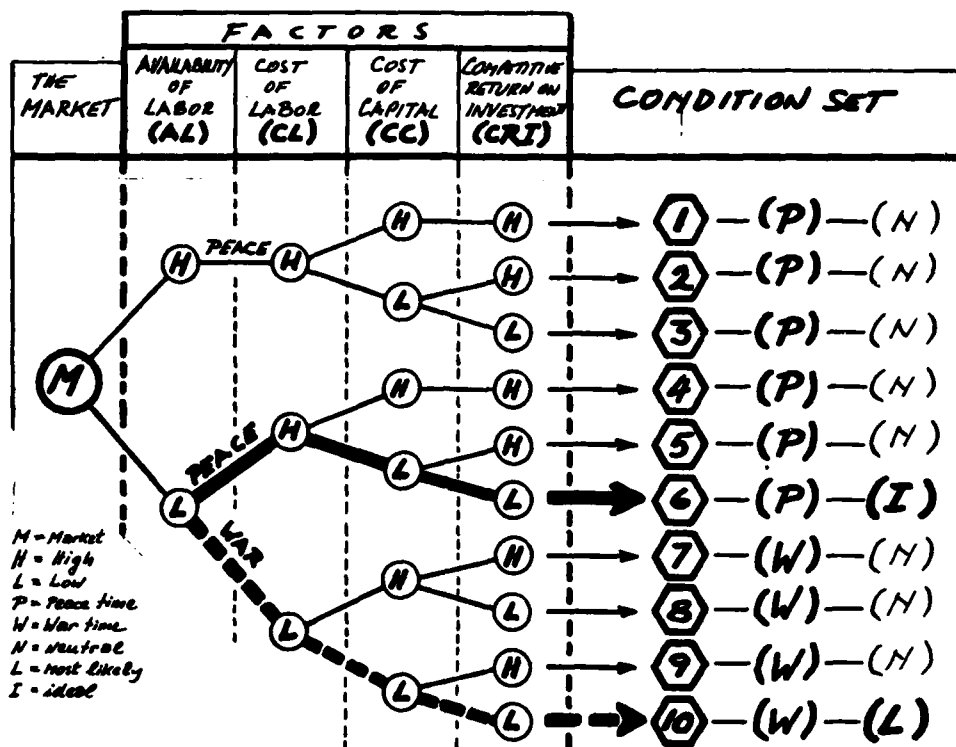 FACTORS
THE MARKET
AVAILABILITY OF LABOR (AL)
COST OF LABOR (CL)
COST OF CAPITAL (CC)
COMPETITIVE RETURN ON INVESTMENT (CRI)
CONDITION SET
H H 1 — (P) — (N)
H PEACE H
L H 2 — (P) — (N)
L 3 — (P) — (N)
M
H H 4 — (P) — (N)
PEACE H
L H 5 — (P) — (N)
L L 6 — (P) — (I)
WAR
H H 7 — (W) — (N)
L 8 — (W) — (N)
L
L H 9 — (W) — (N)
L 10 — (W) — (L)
M = Market
H = High
L = Low
P = Peace time
W = War time
N = Neutral
L = most likely
I = ideal